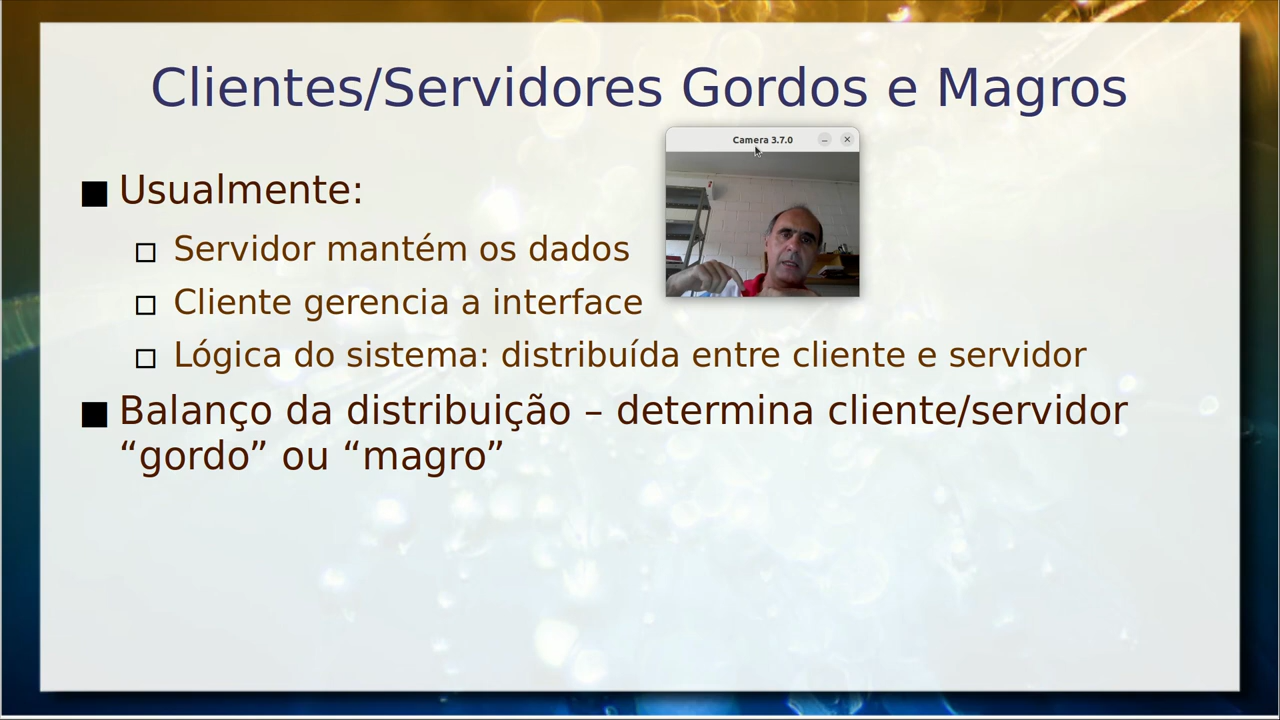 Clientes/Servidores Gordos e Magros
Camera 3.7.0
Usualmente:
Servidor mantém os dados
Cliente gerencia a interface
Lógica do sistema: distribuída entre cliente e servidor
Balanço da distribuição – determina cliente/servidor
“gordo” ou “magro”